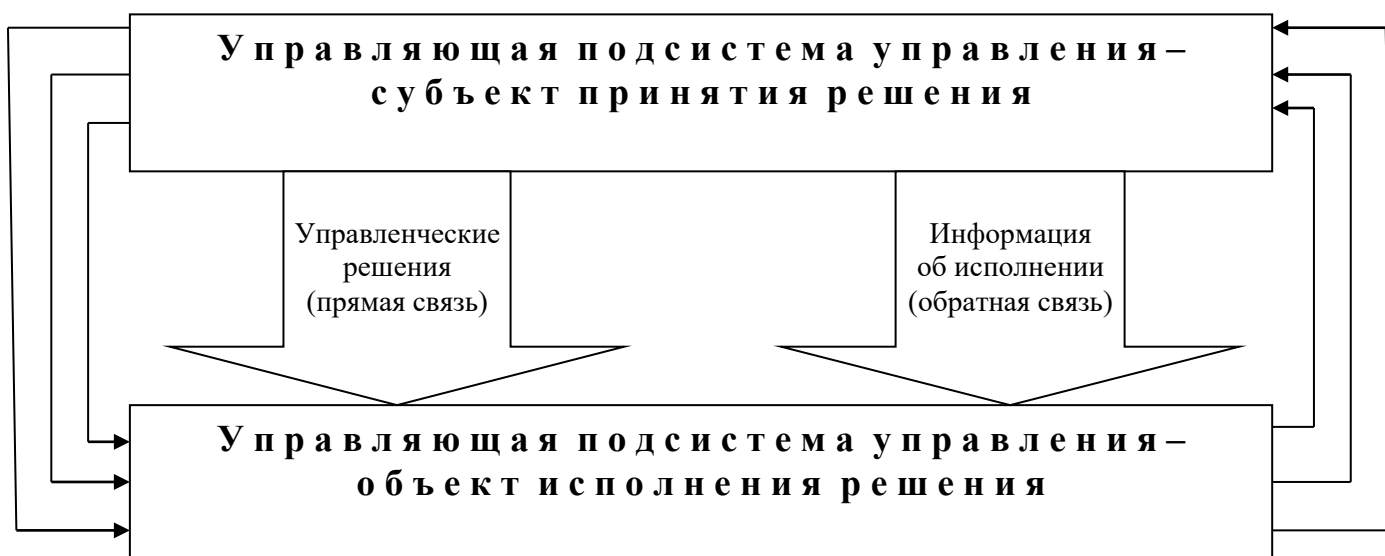 Управляющая подсистема управления–
субъект принятия решения
Управленческие
решения
(прямая связь)
Информация
об исполнении
(обратная связь)
Управляющая подсистема управления–
объект исполнения решения